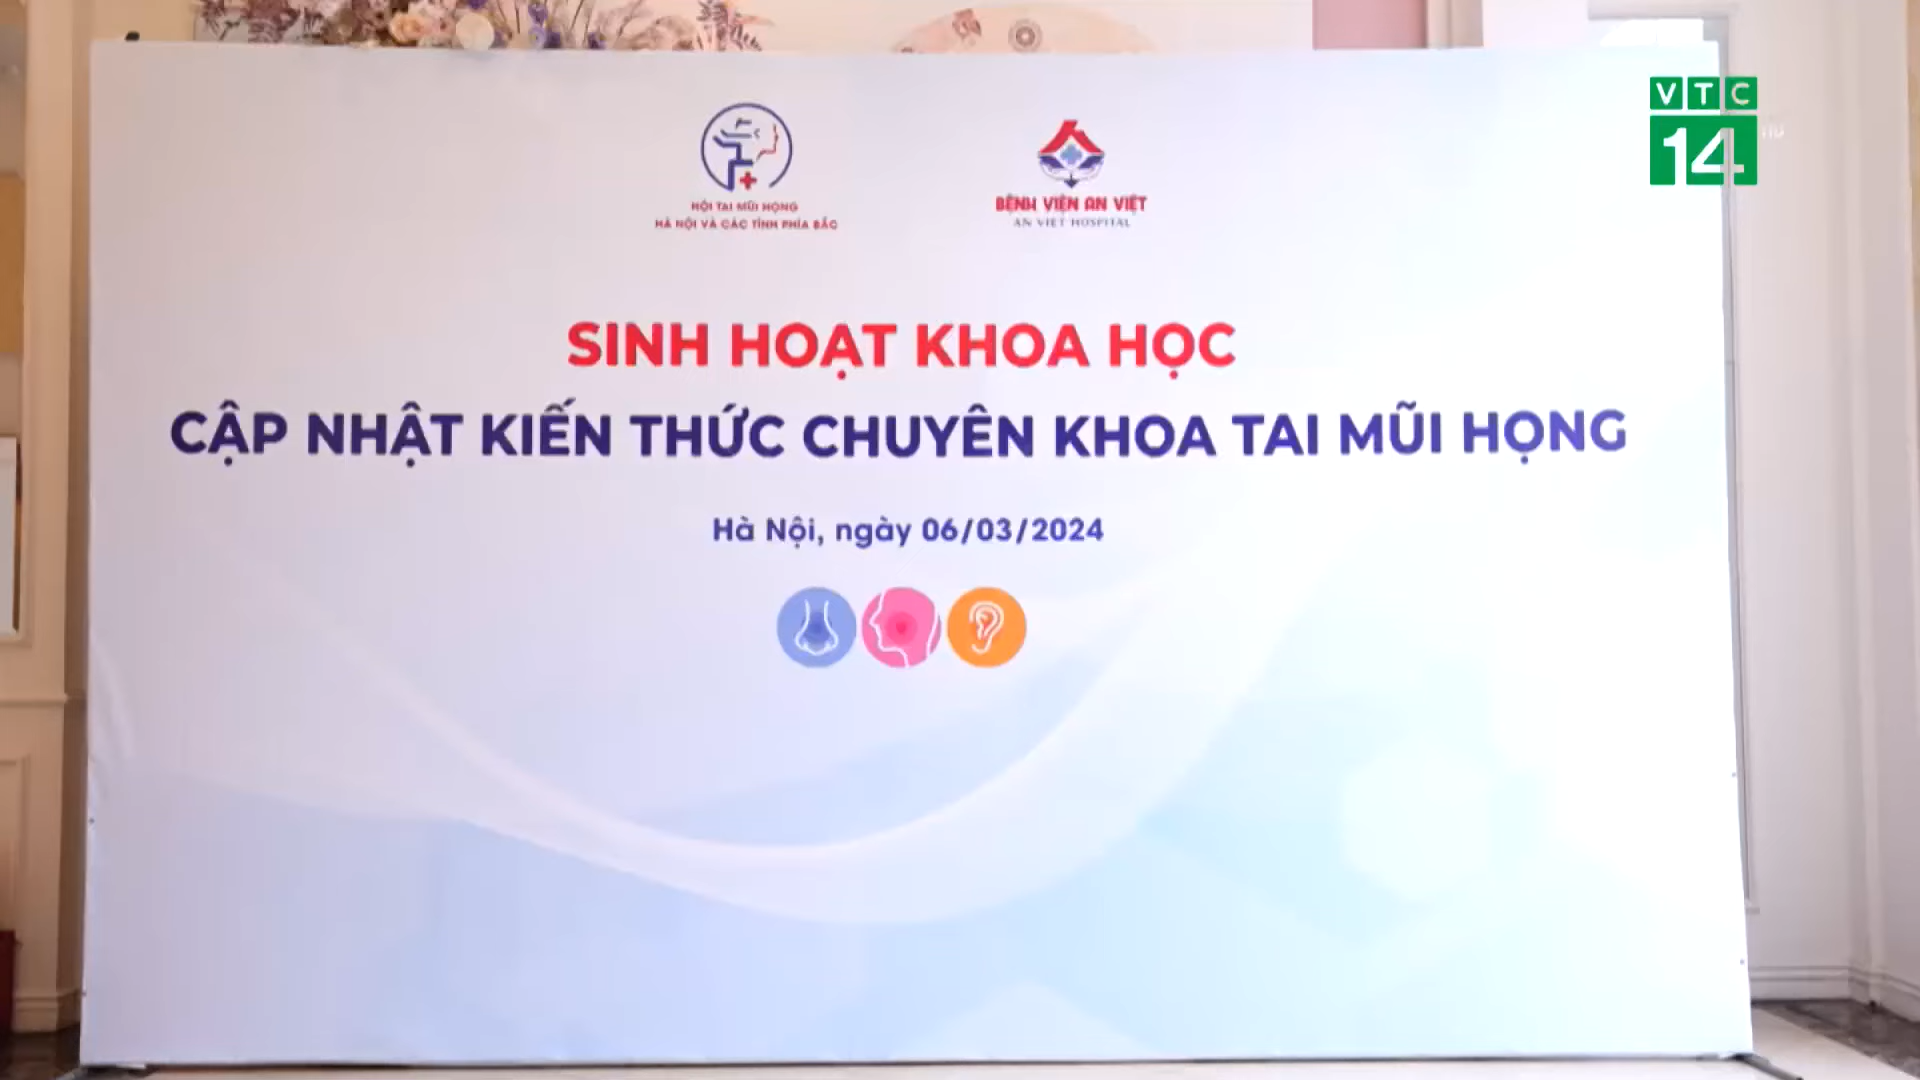 VTC
14
HD
HỘI TAI MŨI HỌNG
HÀ NỘI VÀ CÁC TỈNH PHÍA BẮC
BỆNH VIỆN AN VIỆT
AN VIET HOSPITAL
SINH HOẠT KHOA HỌC
CẬP NHẬT KIẾN THỨC CHUYÊN KHOA TAI MŨI HỌNG
Hà Nội, ngày 06/03/2024